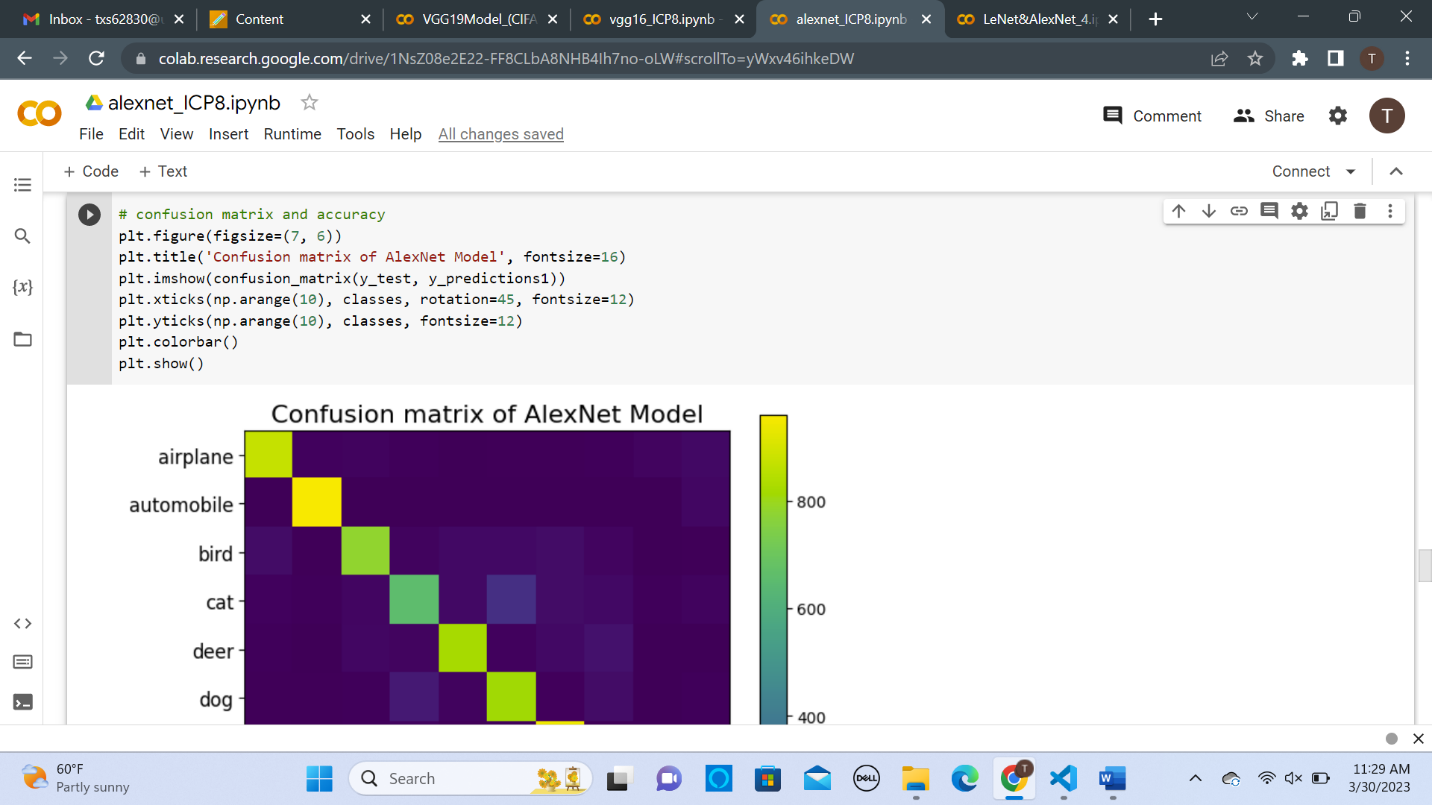 Inbox - txs62830@u
Content
VGG19Model_(CIFA
vgg16_ICP8.ipynb -
alexnet_ICP8.ipynb
LeNet&AlexNet_4.i
colab.research.google.com/drive/1NsZ08e2E22-FF8CLbA8NHB4Ih7no-oLW#scrollTo=yWxv46ihkeDW
T
alexnet_ICP8.ipynb
File Edit View Insert Runtime Tools Help All changes saved
Comment
Share
T
+ Code + Text
Connect
{x}
# confusion matrix and accuracy
plt.figure(figsize=(7, 6))
plt.title('Confusion matrix of AlexNet Model', fontsize=16)
plt.imshow(confusion_matrix(y_test, y_predictions1))
plt.xticks(np.arange(10), classes, rotation=45, fontsize=12)
plt.yticks(np.arange(10), classes, fontsize=12)
plt.colorbar()
plt.show()
Confusion matrix of AlexNet Model
airplane
automobile
bird
cat
deer
dog
800
600
400
60°F
Partly sunny
Search
DELL
T
W
11:29 AM
3/30/2023